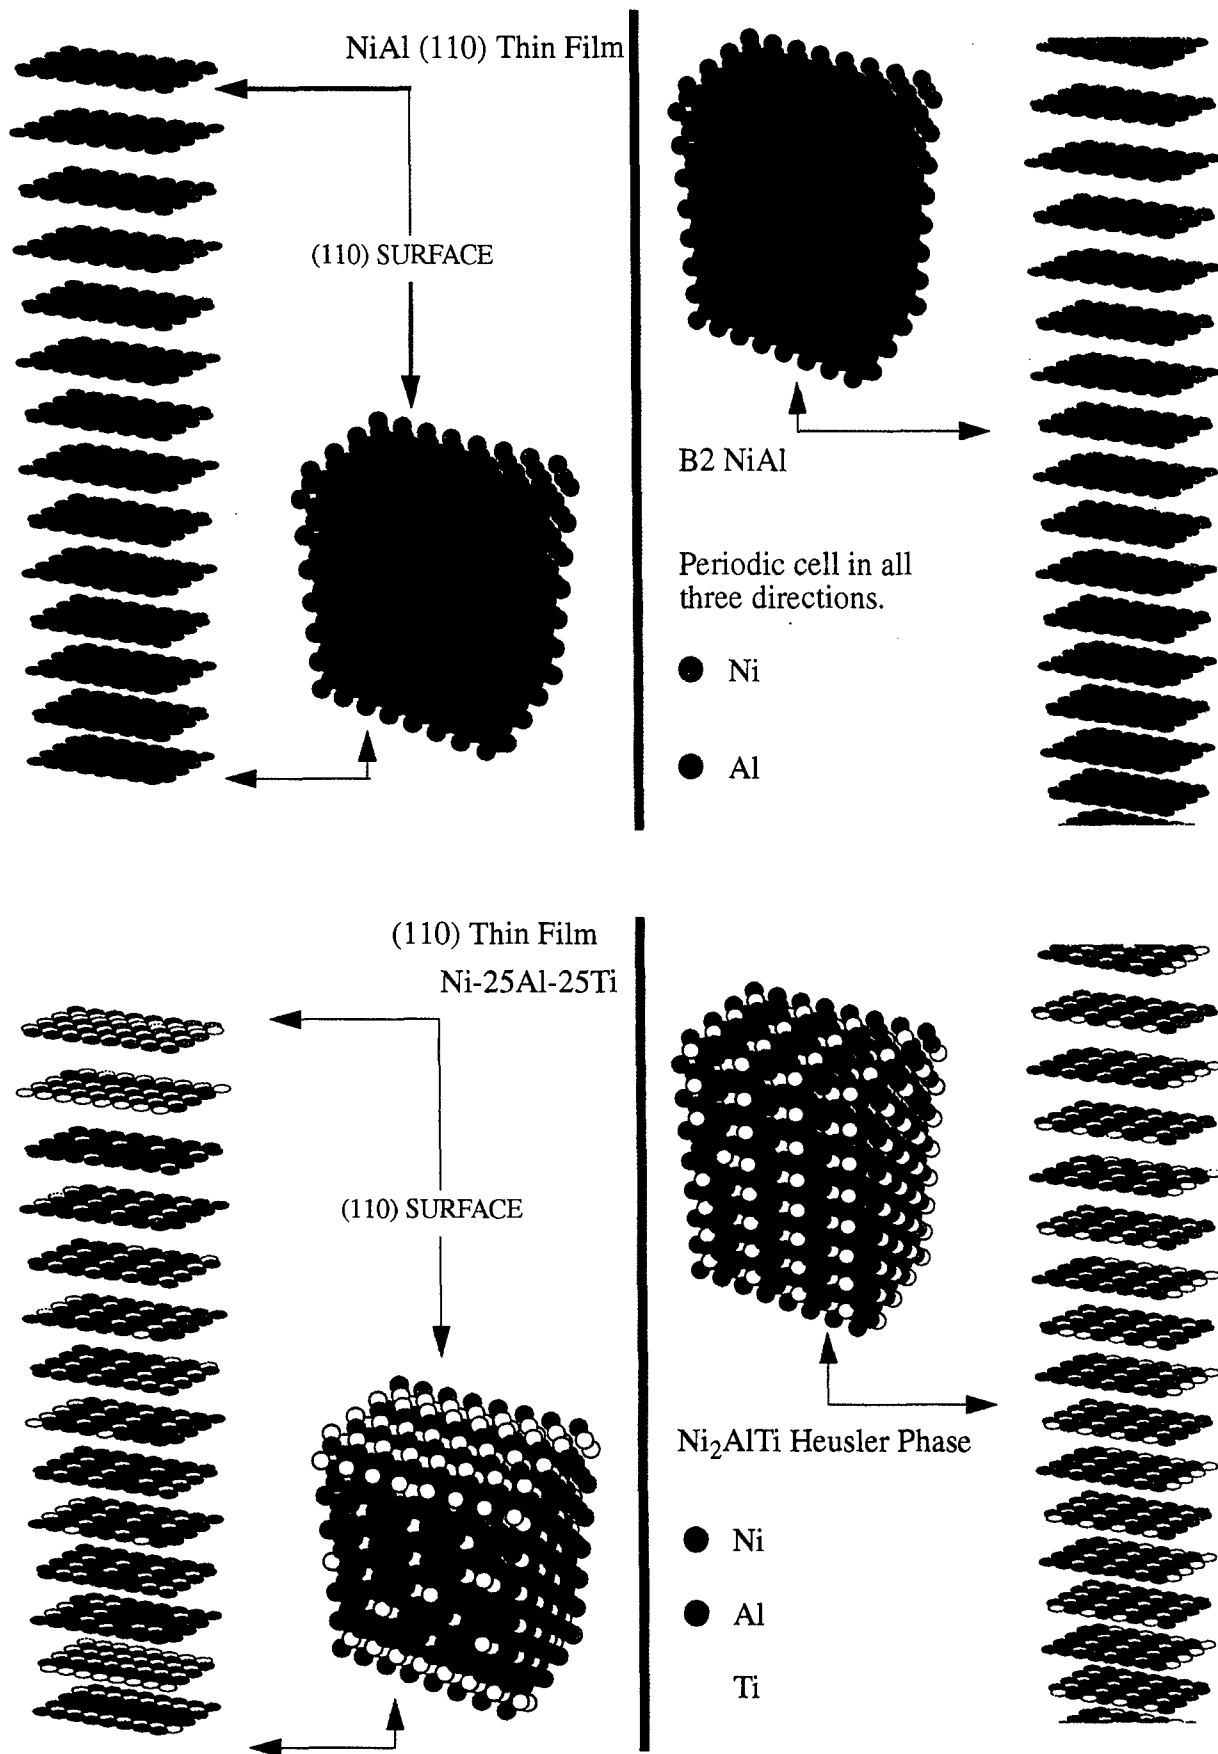 NiAl (110) Thin Film
(110) SURFACE
B2 NiAl
Periodic cell in all
three directions.
Ni
Al
(110) Thin Film
Ni-25Al-25Ti
(110) SURFACE
Ni₂AlTi Heusler Phase
Ni
Al
Ti